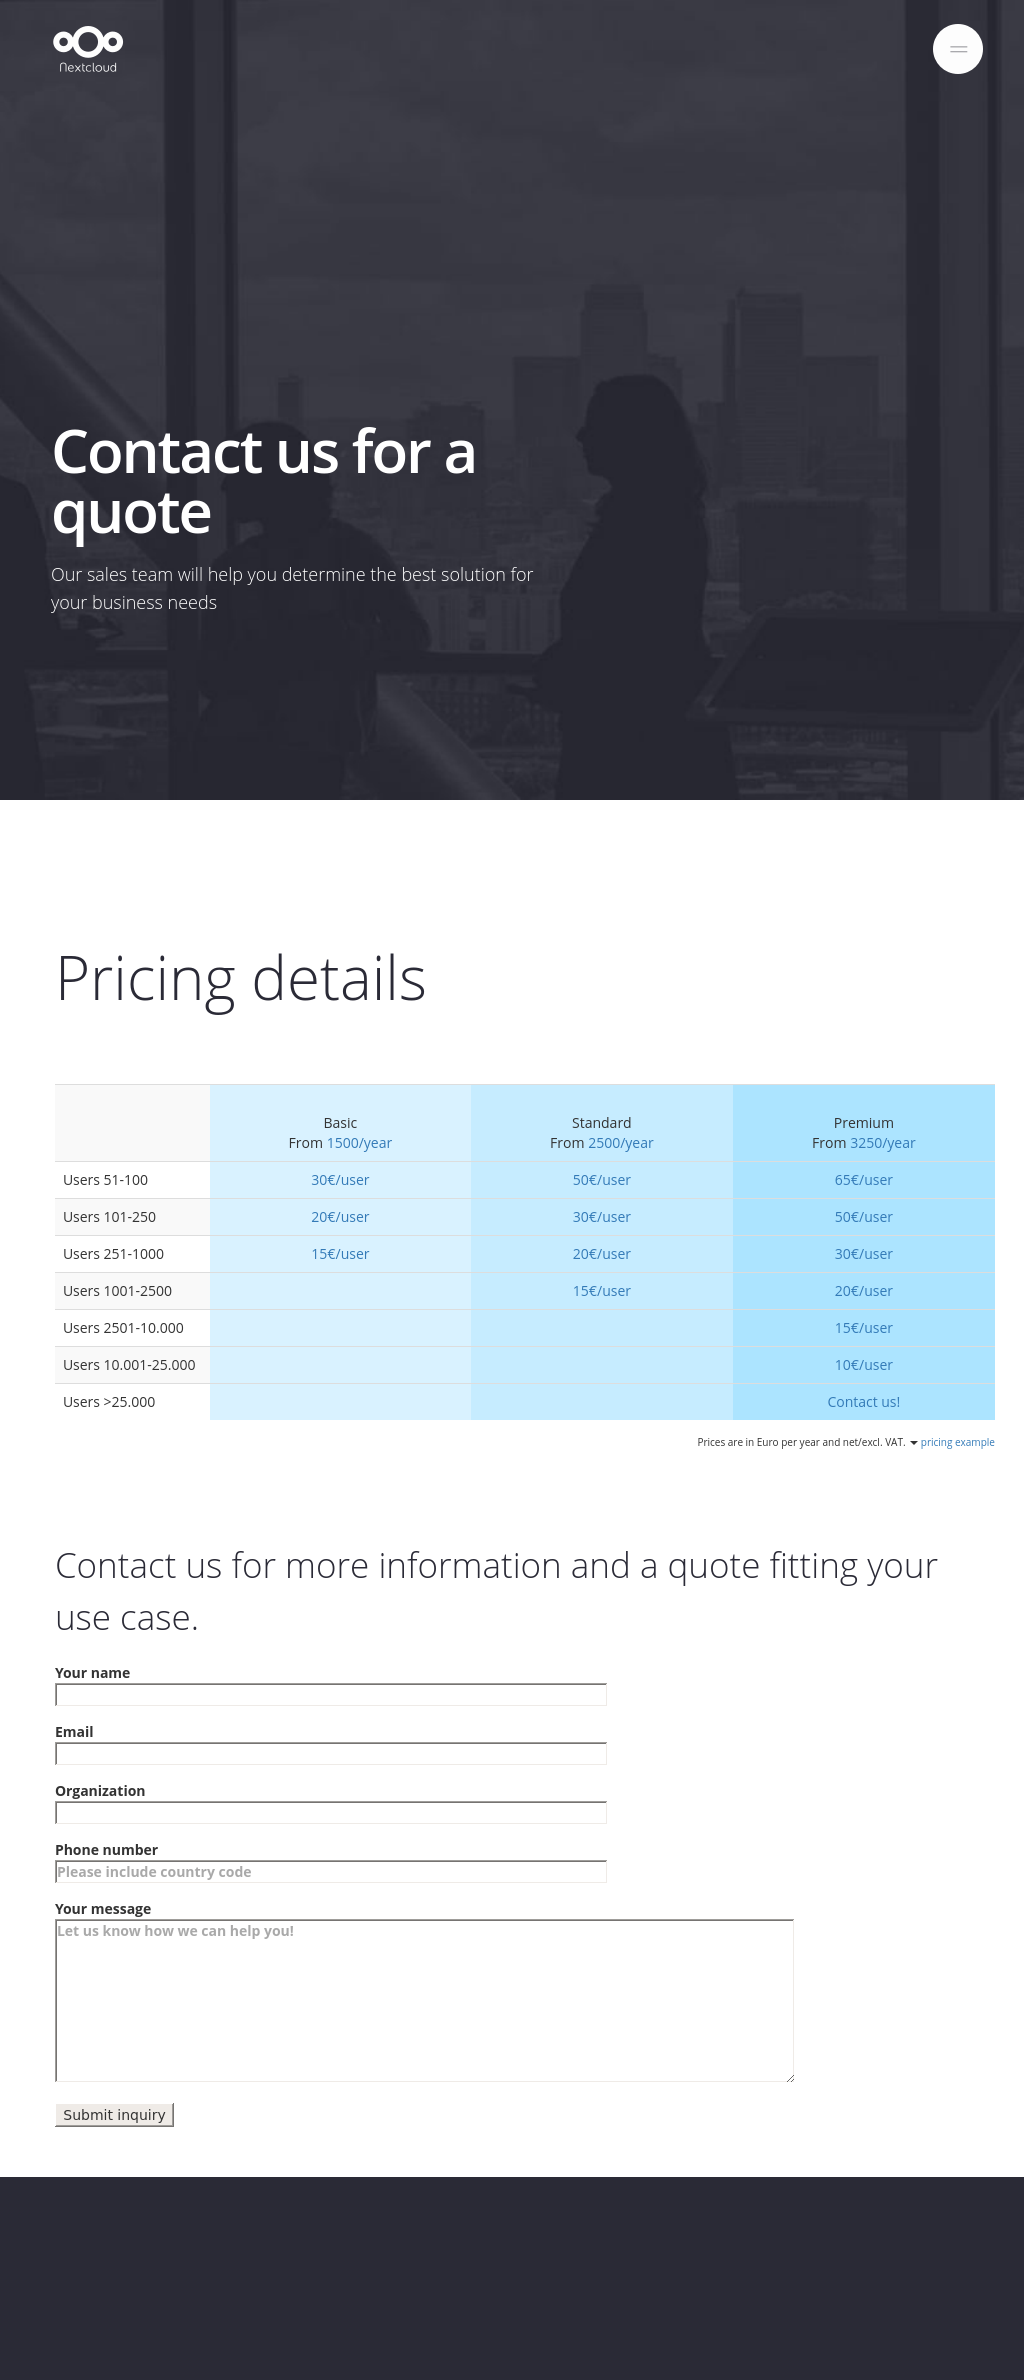 Nextcloud
Contact us for a
quote
Our sales team will help you determine the best solution for
your business needs
Pricing details
Basic Standard Premium
From 1500/year From 2500/year From 3250/year
Users 51-100 30€/user 50€/user 65€/user
Users 101-250 20€/user 30€/user 50€/user
Users 251-1000 15€/user 20€/user 30€/user
Users 1001-2500 15€/user 20€/user
Users 2501-10.000 15€/user
Users 10.001-25.000 10€/user
Users >25.000 Contact us!
Prices are in Euro per year and net/excl. VAT. pricing example
Contact us for more information and a quote fitting your
use case.
Your name
Email
Organization
Phone number
Please include country code
Your message
Let us know how we can help you!
Submit inquiry